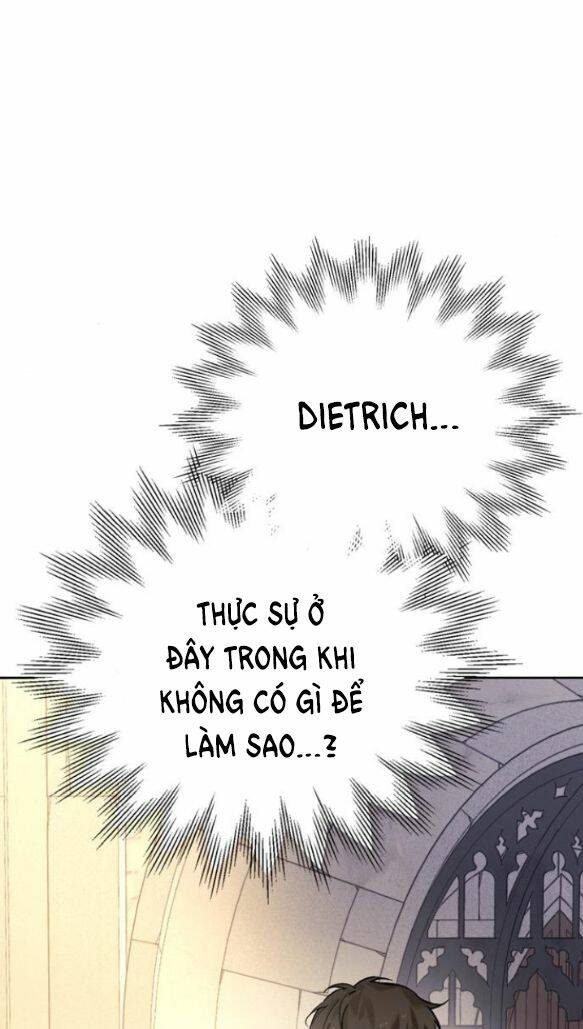 DIETRICH...
THỰC SỰ Ở
ĐÂY TRONG KHI
KHÔNG CÓ GÌ ĐỂ
LÀM SAO...?